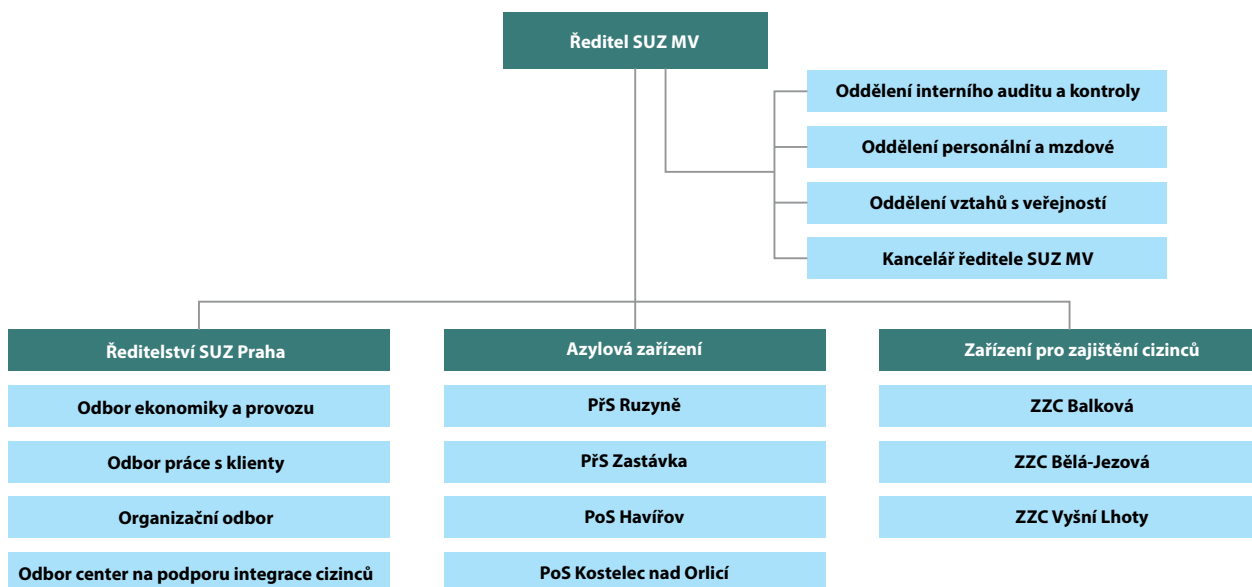 Ředitel SUZ MV
Oddělení interního auditu a kontroly
Oddělení personální a mzdové
Oddělení vztahů s veřejností
Kancelář ředitele SUZ MV
Ředitelství SUZ Praha
Odbor ekonomiky a provozu
Odbor práce s klienty
Organizační odbor
Odbor center na podporu integrace cizinců
Azylová zařízení
PřS Ruzyně
PřS Zastávka
PoS Havířov
PoS Kostelec nad Orlicí
Zařízení pro zajištění cizinců
ZZC Balková
ZZC Bělá-Jezová
ZZC Vyšní Lhoty